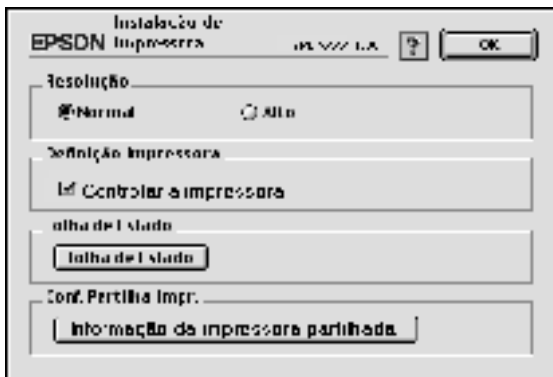 Instalação de
EPSON Impressora ? OK
Resolução
Normal Alto
Definição Impressora
Controlar a impressora
Folha de Estado
Folha de Estado
Conf. Partilha Impr.
Informação da impressora partilhada